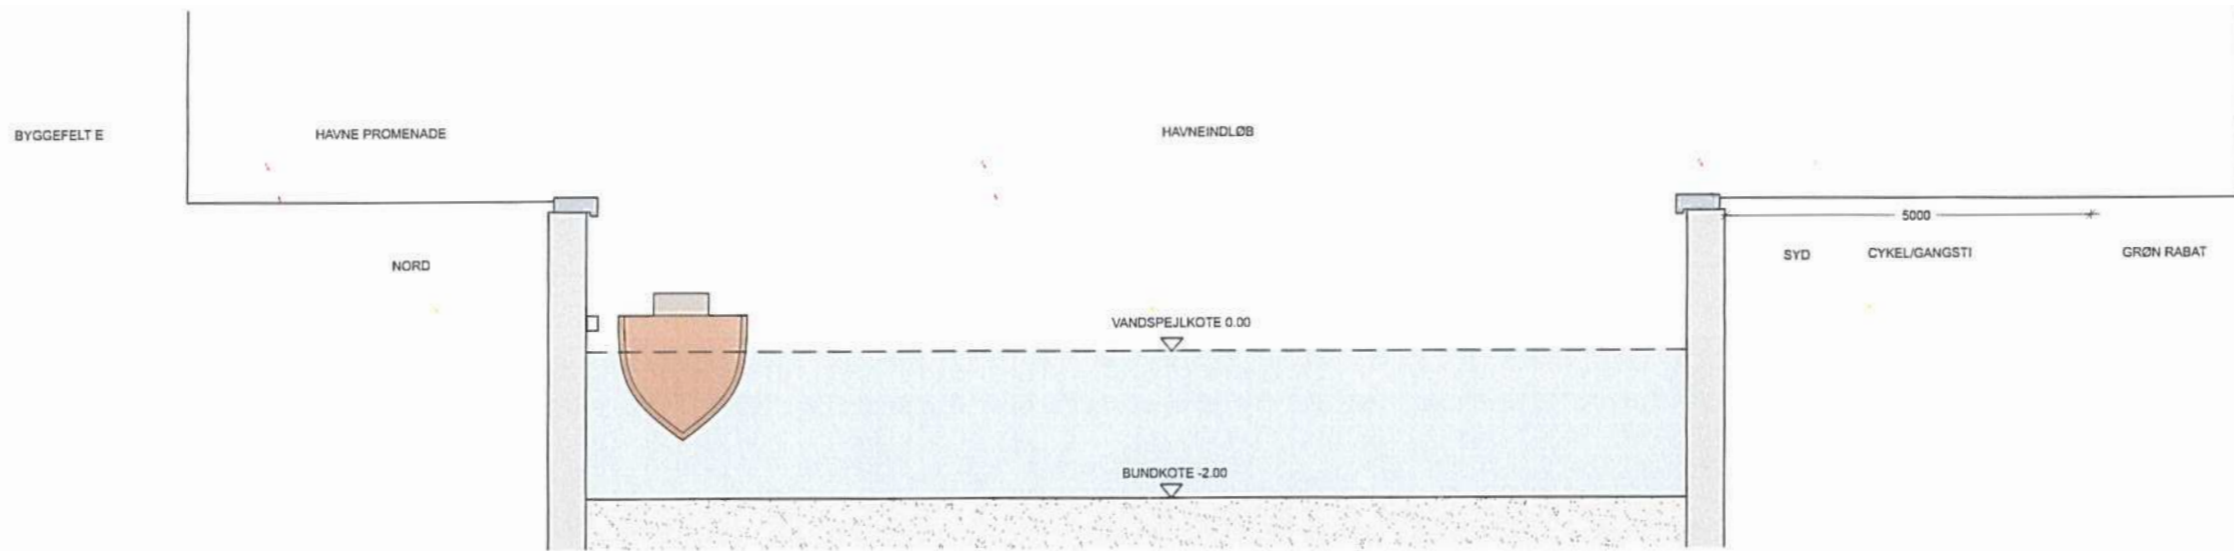 BYGGEFELT E
HAVNE PROMENADE
HAVNEINDLØB
5000
NORD
SYD
CYKEL/GANGSTI
GRØN RABAT
VANDSPEJLKOTE 0.00
BUNDKOTE -2.00